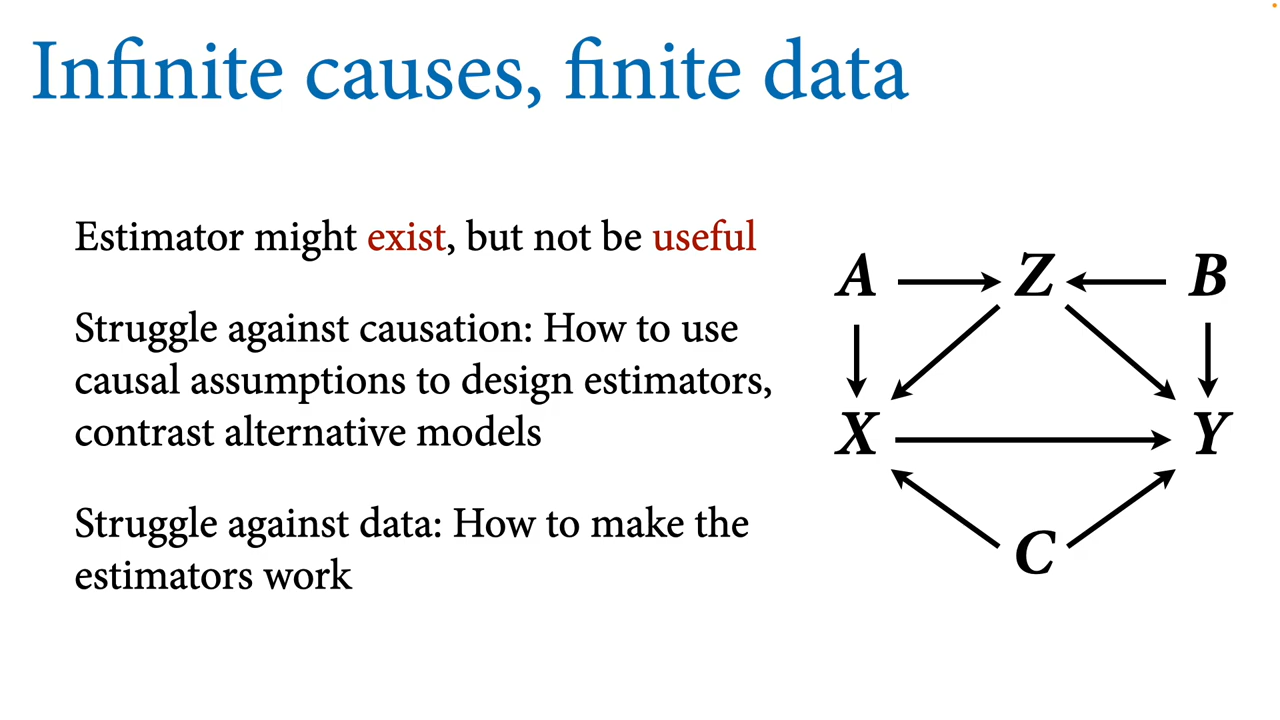 Infinite causes, finite data
Estimator might exist, but not be useful
Struggle against causation: How to use
causal assumptions to design estimators,
contrast alternative models
Struggle against data: How to make the
estimators work
A Z B
X Y
C